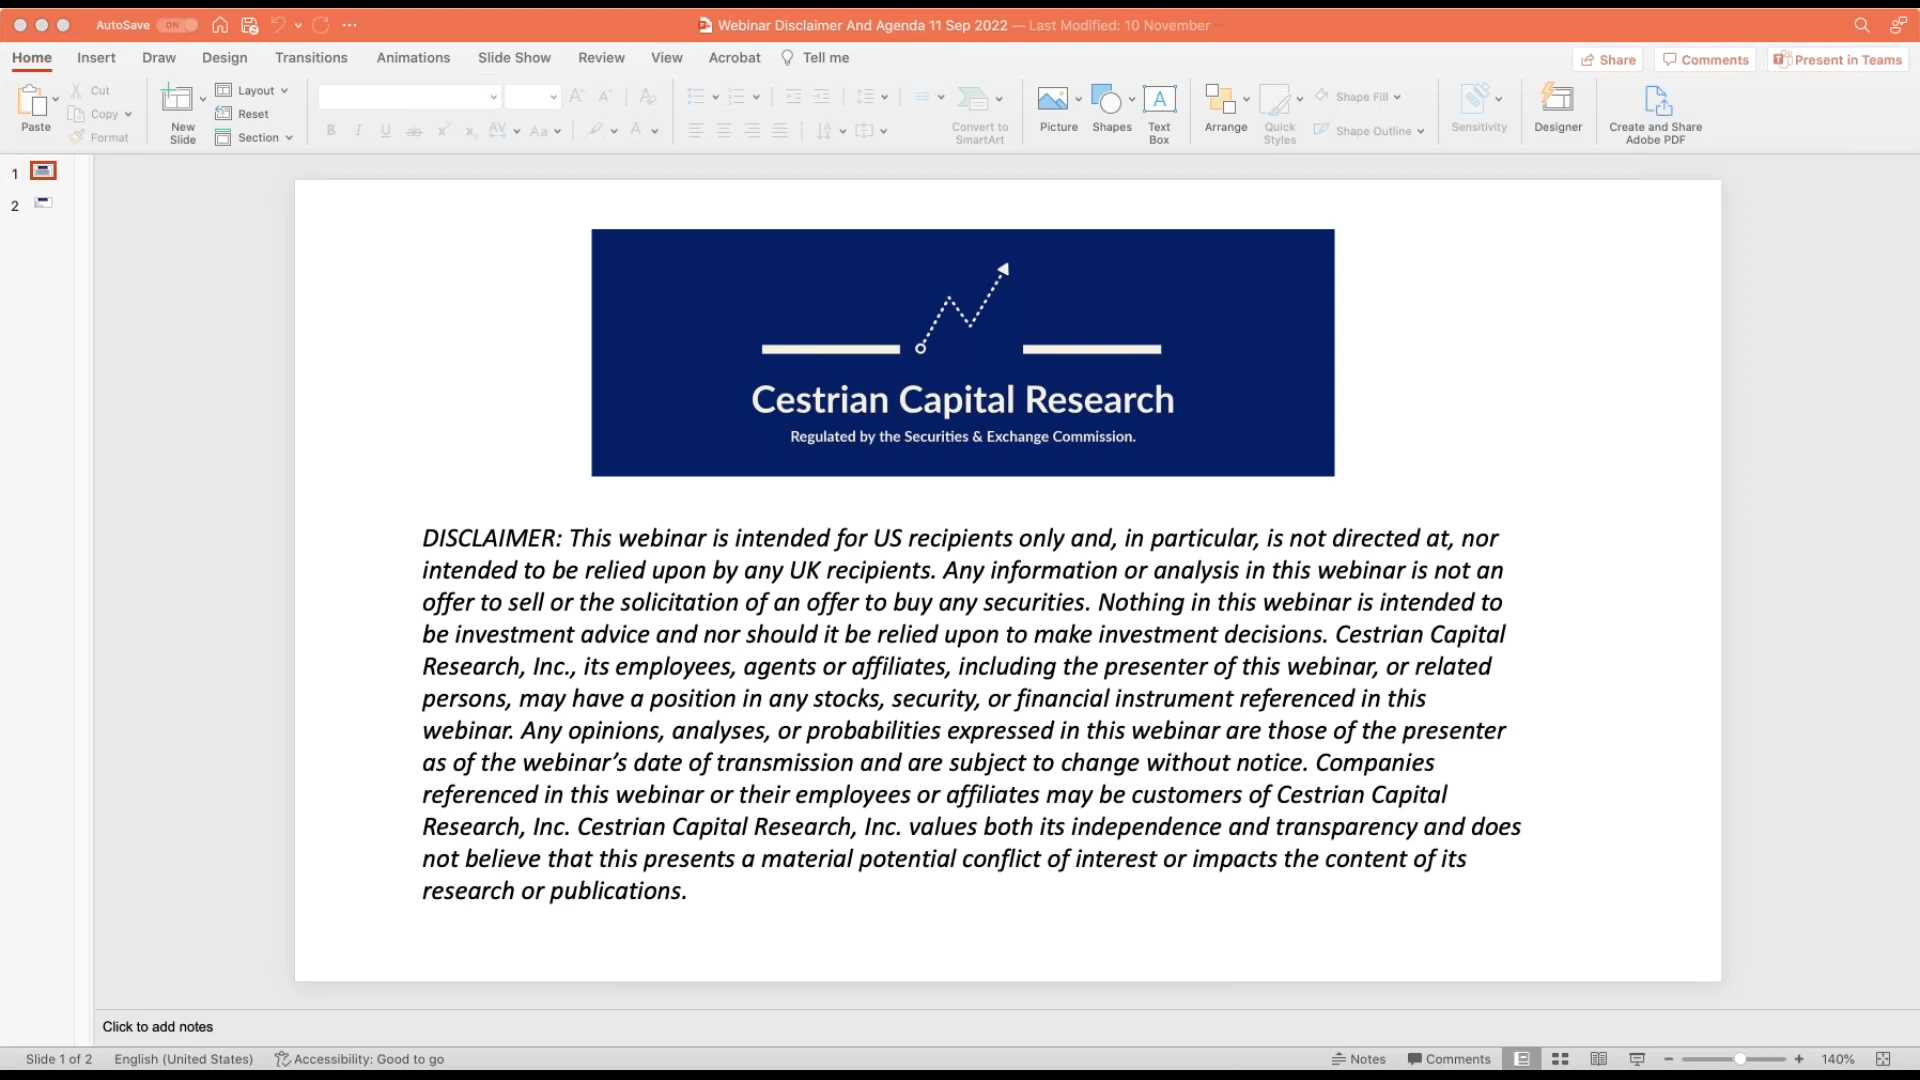 AutoSave ON
Webinar Disclaimer And Agenda 11 Sep 2022 — Last Modified: 10 November
Home Insert Draw Design Transitions Animations Slide Show Review View Acrobat Tell me
Share Comments Present in Teams
Paste
Cut
Copy
Format
New
Slide
Layout
Reset
Section
Convert to
SmartArt
Picture
Shapes
Text
Box
Arrange
Quick
Styles
Shape Fill
Shape Outline
Sensitivity
Designer
Create and Share
Adobe PDF
1
2
Cestrian Capital Research
Regulated by the Securities & Exchange Commission.
DISCLAIMER: This webinar is intended for US recipients only and, in particular, is not directed at, nor
intended to be relied upon by any UK recipients. Any information or analysis in this webinar is not an
offer to sell or the solicitation of an offer to buy any securities. Nothing in this webinar is intended to
be investment advice and nor should it be relied upon to make investment decisions. Cestrian Capital
Research, Inc., its employees, agents or affiliates, including the presenter of this webinar, or related
persons, may have a position in any stocks, security, or financial instrument referenced in this
webinar. Any opinions, analyses, or probabilities expressed in this webinar are those of the presenter
as of the webinar’s date of transmission and are subject to change without notice. Companies
referenced in this webinar or their employees or affiliates may be customers of Cestrian Capital
Research, Inc. Cestrian Capital Research, Inc. values both its independence and transparency and does
not believe that this presents a material potential conflict of interest or impacts the content of its
research or publications.
Click to add notes
Slide 1 of 2 English (United States) Accessibility: Good to go
Notes Comments 140%